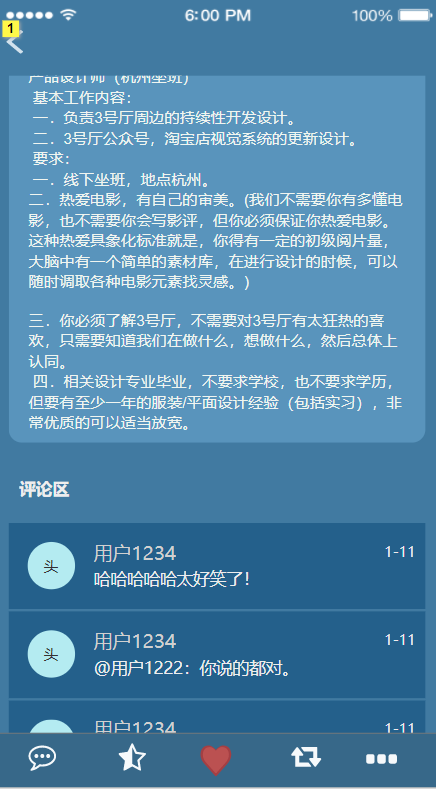 6:00 PM
100%
1
产品设计师（杭州坐班）
基本工作内容：
一．负责3号厅周边的持续性开发设计。
二．3号厅公众号，淘宝店视觉系统的更新设计。
要求：
一．线下坐班，地点杭州。
二．热爱电影，有自己的审美。(我们不需要你有多懂电
影，也不需要你会写影评，但你必须保证你热爱电影。
这种热爱具象化标准就是，你得有一定的初级阅片量，
大脑中有一个简单的素材库，在进行设计的时候，可以
随时调取各种电影元素找灵感。)
三．你必须了解3号厅，不需要对3号厅有太狂热的喜
欢，只需要知道我们在做什么，想做什么，然后总体上
认同。
四．相关设计专业毕业，不要求学校，也不要求学历，
但要有至少一年的服装/平面设计经验（包括实习），非
常优质的可以适当放宽。
评论区
头
用户1234
1-11
哈哈哈哈哈太好笑了！
头
用户1234
1-11
@用户1222：你说的都对。
用户1234
1-11